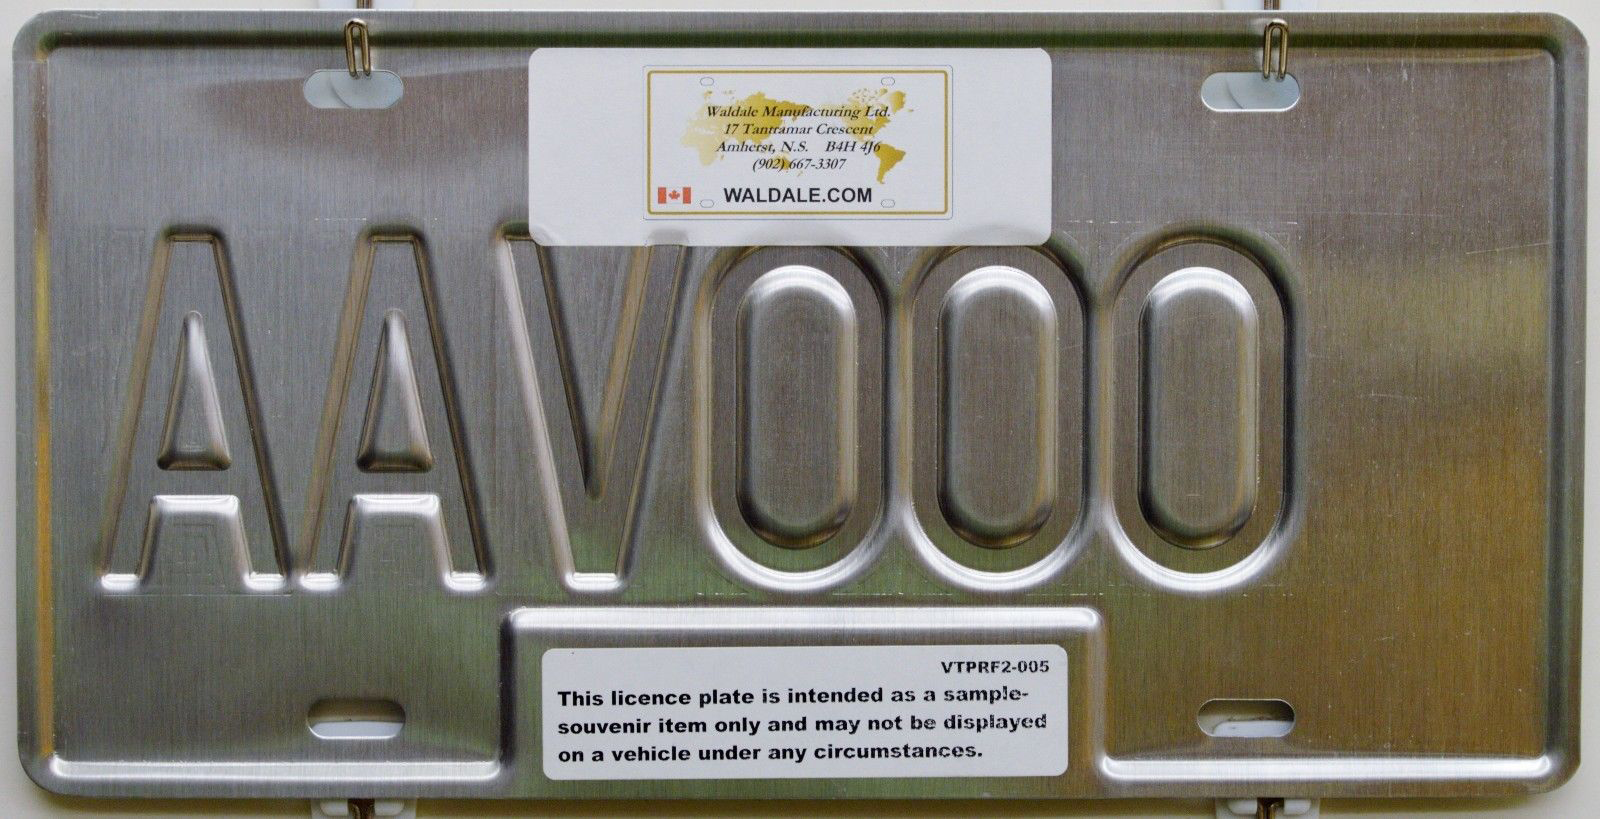 Waldale Manufacturing Ltd.
17 Tantramar Crescent
Amherst, N.S. B4H 4J6
(902) 667-3307
WALDALE.COM
AAV000
VTPRF2-005
This licence plate is intended as a sample-
souvenir item only and may not be displayed
on a vehicle under any circumstances.